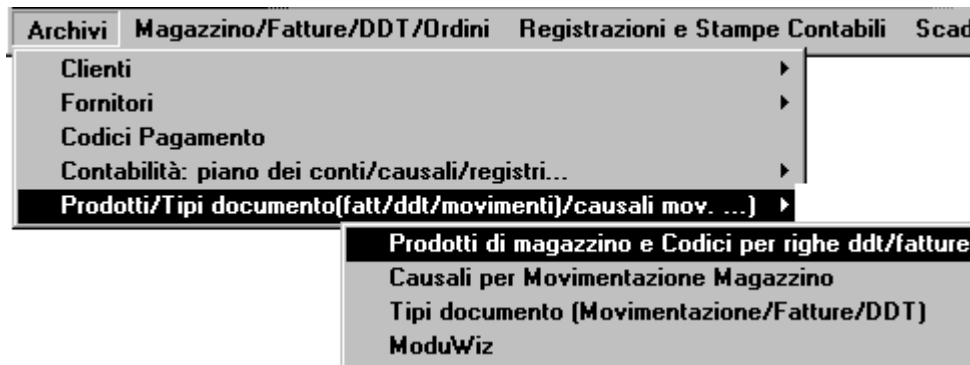 Archivi Magazzino/Fatture/DDT/Ordini Registrazioni e Stampe Contabili Scad
Clienti
Fornitori
Codici Pagamento
Contabilità: piano dei conti/causali/registri...
Prodotti/Tipi documento(fatt/ddt/movimenti)/causali mov. ...)
Prodotti di magazzino e Codici per righe ddt/fatture
Causali per Movimentazione Magazzino
Tipi documento (Movimentazione/Fatture/DDT)
ModuWiz